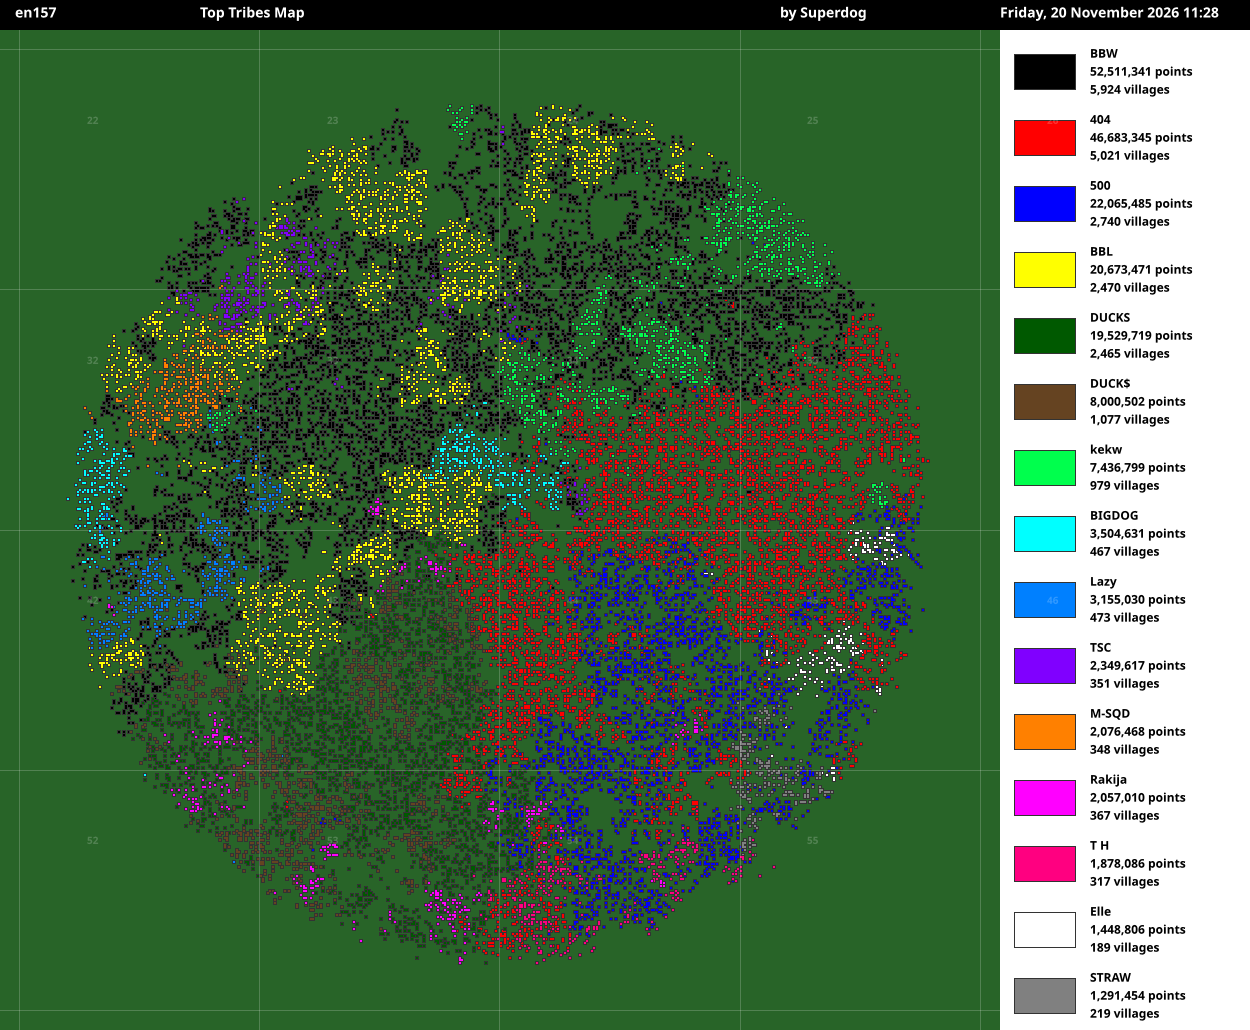 en157 Top Tribes Map by Superdog Friday, 20 November 2026 11:28
BBW
52,511,341 points
5,924 villages
404
46,683,345 points
5,021 villages
500
22,065,485 points
2,740 villages
BBL
20,673,471 points
2,470 villages
DUCKS
19,529,719 points
2,465 villages
DUCK$
8,000,502 points
1,077 villages
kekw
7,436,799 points
979 villages
BIGDOG
3,504,631 points
467 villages
Lazy
3,155,030 points
473 villages
TSC
2,349,617 points
351 villages
M-SQD
2,076,468 points
348 villages
Rakija
2,057,010 points
367 villages
T H
1,878,086 points
317 villages
Elle
1,448,806 points
189 villages
STRAW
1,291,454 points
219 villages
22 23 25
32
46
52 53 55